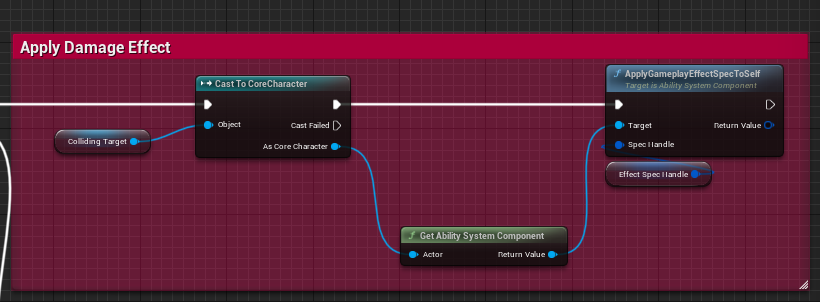 Apply Damage Effect
Cast To CoreCharacter
Object
Cast Failed
As Core Character
Colliding Target
ApplyGameplayEffectSpecToSelf
Target is Ability System Component
Target
Return Value
Spec Handle
Effect Spec Handle
Get Ability System Component
Actor
Return Value